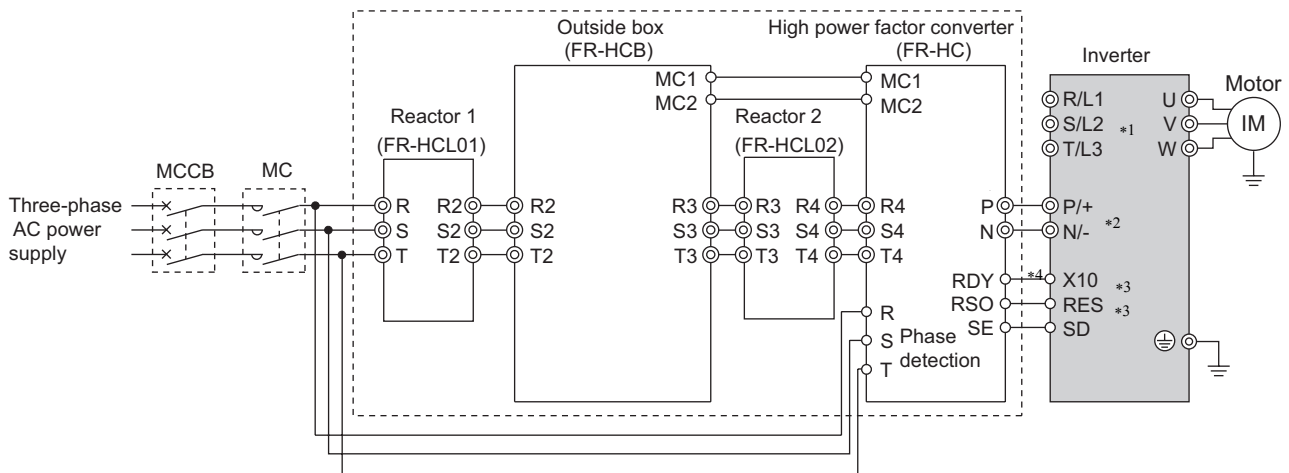 Outside box
(FR-HCB)
High power factor converter
(FR-HC)
Inverter
Motor
MC1
MC2
MC1
MC2
Reactor 1
(FR-HCL01)
Reactor 2
(FR-HCL02)
R/L1
S/L2 *1
T/L3
U
V
W
IM
MCCB
MC
Three-phase
AC power
supply
R R2 R2 R3 R3 R4 R4 P P/+
S S2 S2 S3 S3 S4 S4 N N/- *2
T T2 T2 T3 T3 T4 T4
RDY *4 X10 *3
RSO RES *3
SE SD
R
S Phase
detection
T